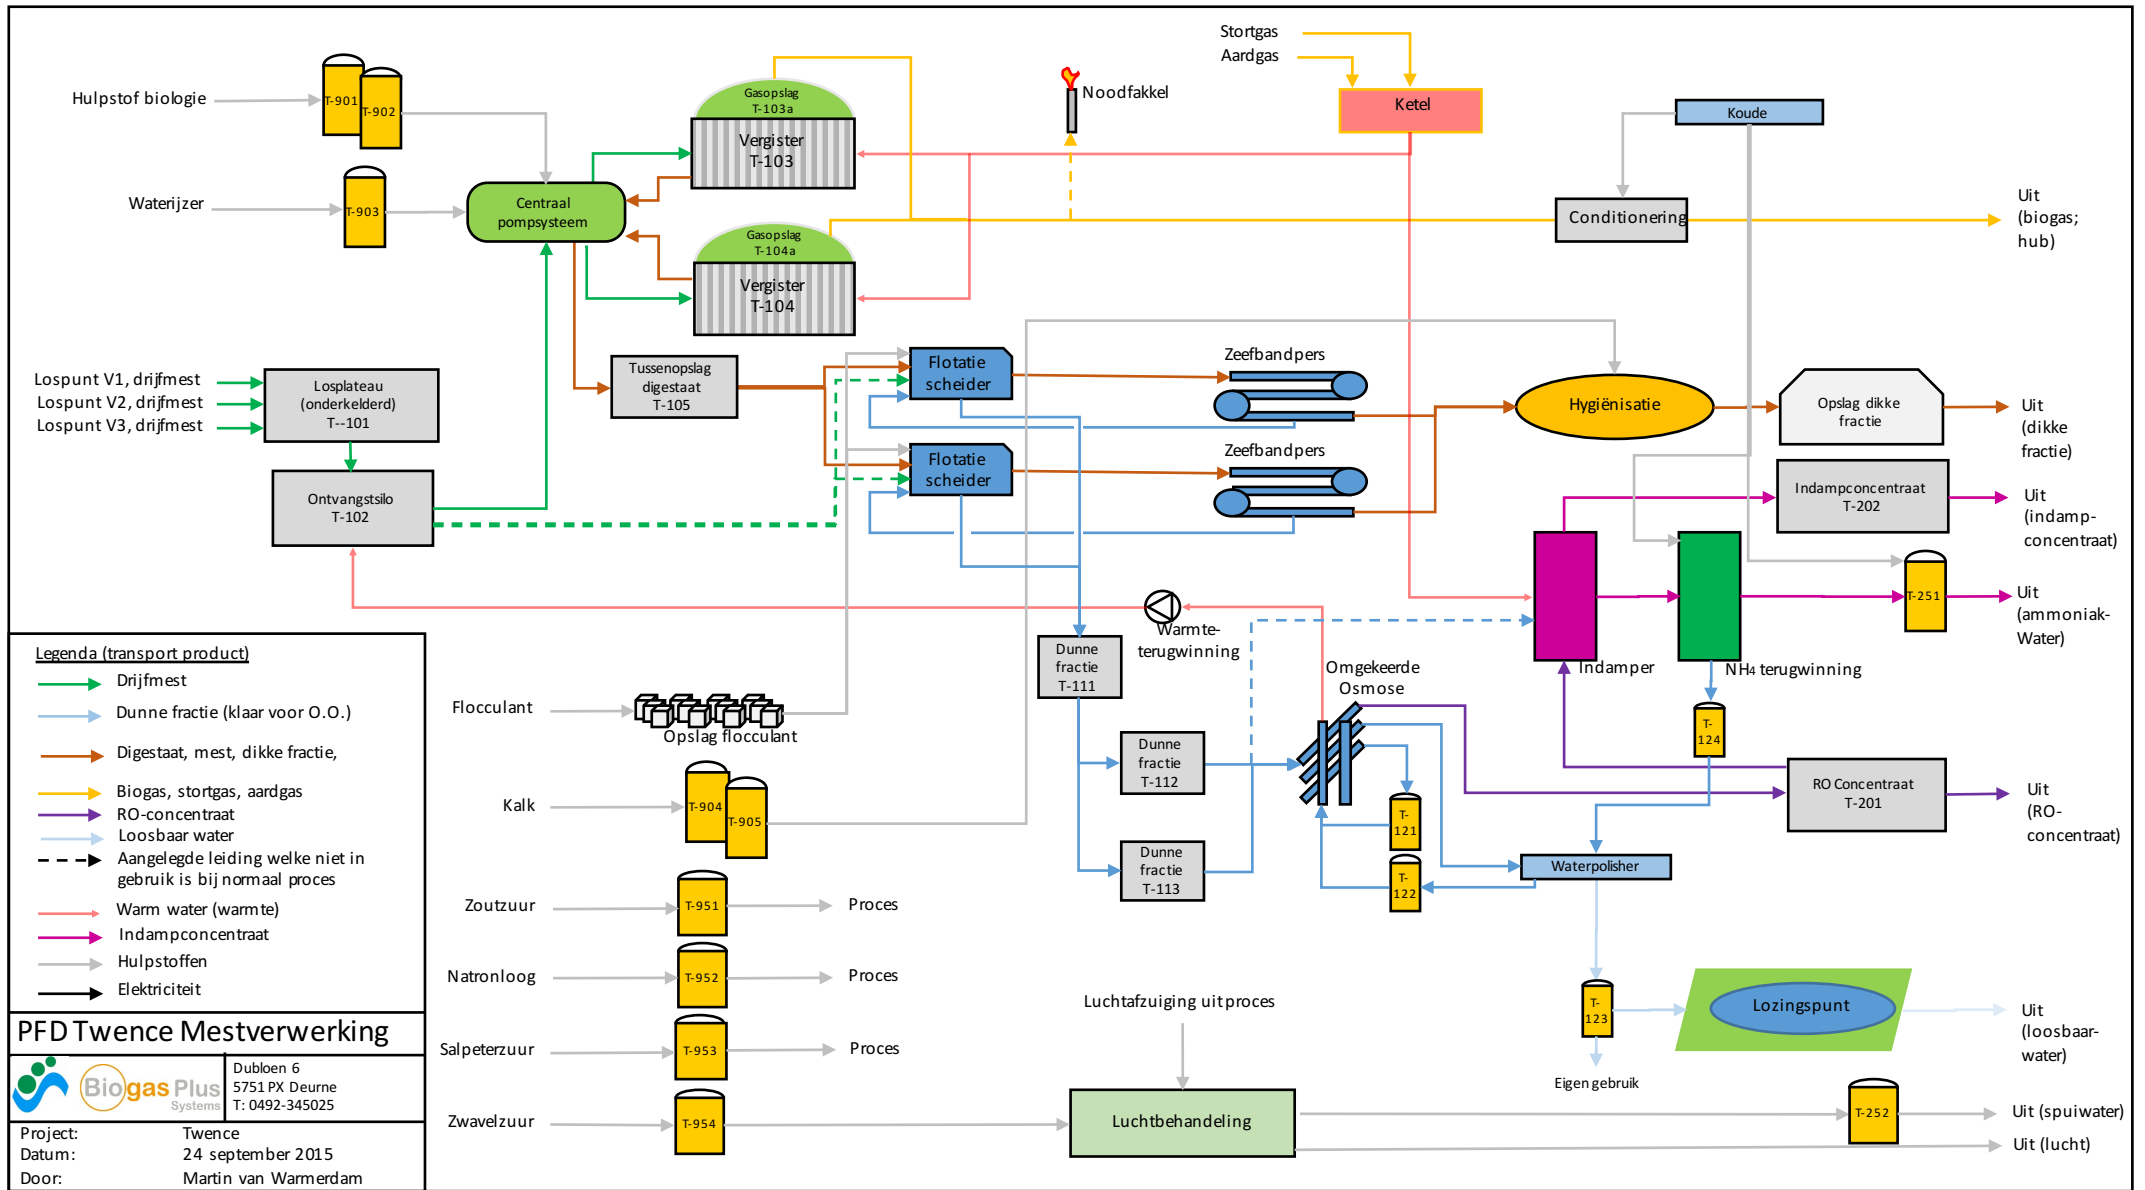 Stortgas
Aardgas
Hulpstof biologie
T-901
T-902
Gasopslag
T-103a
Vergister
T-103
Noodfakkel
Ketel
Koude
Waterijzer
T-903
Centraal
pompsysteem
Gasopslag
T-104a
Vergister
T-104
Conditionering
Uit
(biogas;
hub)
Lospunt V1, drijfmest
Lospunt V2, drijfmest
Lospunt V3, drijfmest
Losplateau
(onderkelderd)
T--101
Tussenopslag
digestaat
T-105
Flotatie
scheider
Zeefbandpers
Hygiënisatie
Opslag dikke
fractie
Uit
(dikke
fractie)
Ontvangstsilo
T-102
Flotatie
scheider
Zeefbandpers
Indampconcentraat
T-202
Uit
(indamp-
concentraat)
T-251
Uit
(ammoniak-
Water)
Warmte-
terugwinning
Dunne
fractie
T-111
Omgekeerde
Osmose
Indamper
NH4 terugwinning
T-
124
Legenda (transport product)
Drijfmest
Dunne fractie (klaar voor O.O.)
Digestaat, mest, dikke fractie,
Biogas, stortgas, aardgas
RO-concentraat
Loosbaar water
Aangelegde leiding welke niet in
gebruik is bij normaal proces
Warm water (warmte)
Indampconcentraat
Hulpstoffen
Elektriciteit
Flocculant
Opslag flocculant
Dunne
fractie
T-112
RO Concentraat
T-201
Uit
(RO-
concentraat)
Kalk
T-904
T-905
T-
121
Dunne
fractie
T-113
T-
122
Waterpolisher
Zoutzuur
T-951
Proces
Natronloog
T-952
Proces
Luchtafzuiging uit proces
T-
123
Lozingspunt
Uit
(loosbaar-
water)
Eigen gebruik
Salpeterzuur
T-953
Proces
Zwavelzuur
T-954
Luchtbehandeling
T-252
Uit (spuiwater)
Uit (lucht)
PFD Twence Mestverwerking
Biogas Plus
Systems
Dubloen 6
5751 PX Deurne
T: 0492-345025
Project: Twence
Datum: 24 september 2015
Door: Martin van Warmerdam